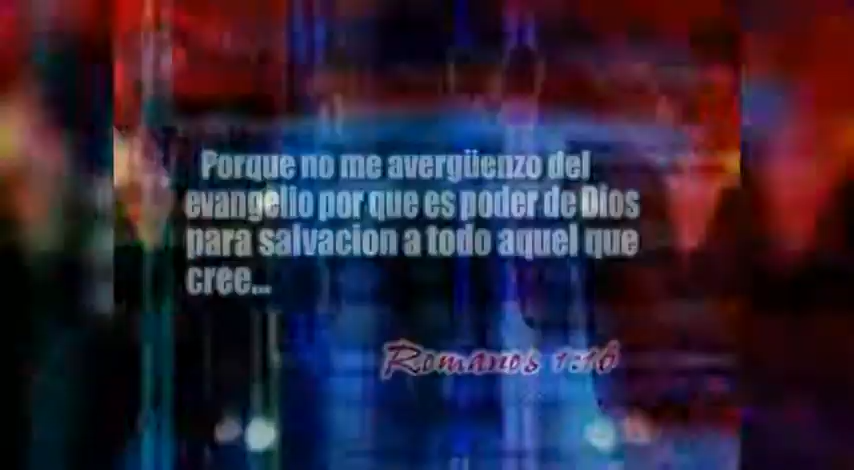 Porque no me avergüenzo del
evangelio por que es poder de Dios
para salvacion a todo aquel que
cree...
Romanos 1:16